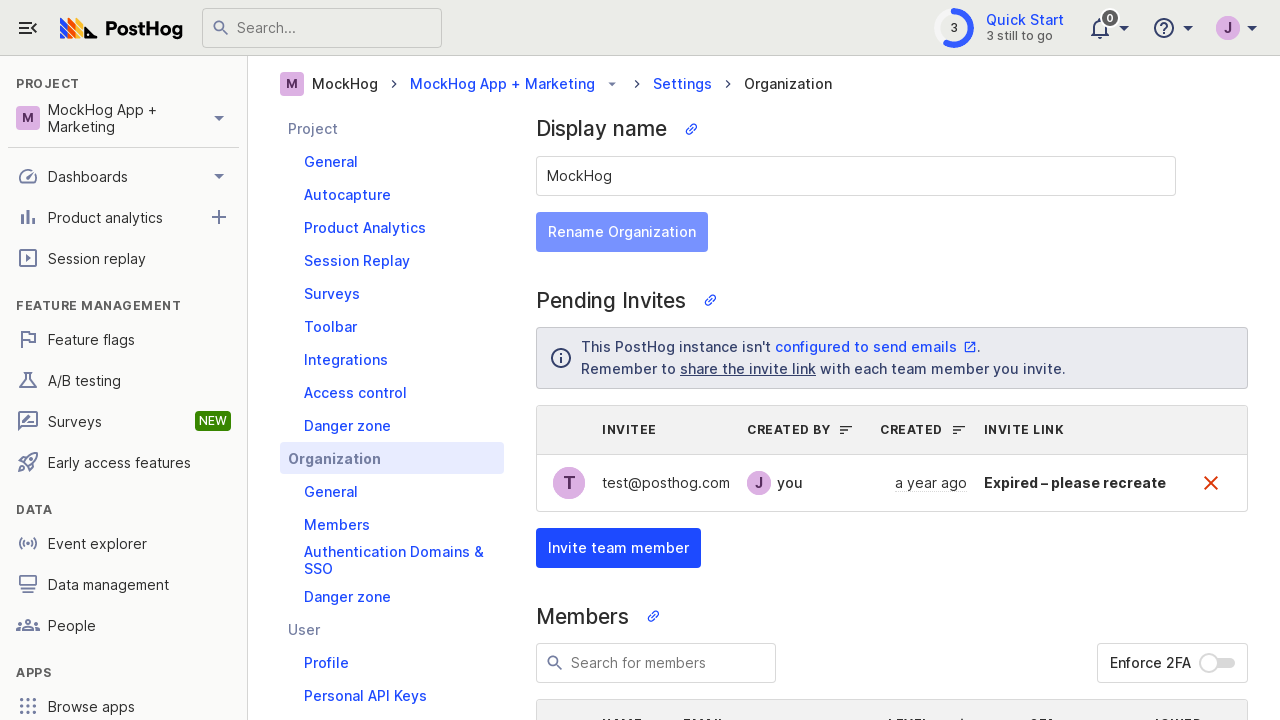 PostHog
Search...
3
Quick Start
3 still to go
0
J
PROJECT
M
MockHog App +
Marketing
Dashboards
Product analytics
Session replay
FEATURE MANAGEMENT
Feature flags
A/B testing
Surveys
NEW
Early access features
DATA
Event explorer
Data management
People
APPS
Browse apps
M MockHog
MockHog App + Marketing
Settings
Organization
Project
General
Autocapture
Product Analytics
Session Replay
Surveys
Toolbar
Integrations
Access control
Danger zone
Organization
General
Members
Authentication Domains &
SSO
Danger zone
User
Profile
Personal API Keys
Display name
MockHog
Rename Organization
Pending Invites
This PostHog instance isn't configured to send emails.
Remember to share the invite link with each team member you invite.
INVITEE CREATED BY CREATED INVITE LINK
T test@posthog.com J you a year ago Expired – please recreate
Invite team member
Members
Search for members
Enforce 2FA